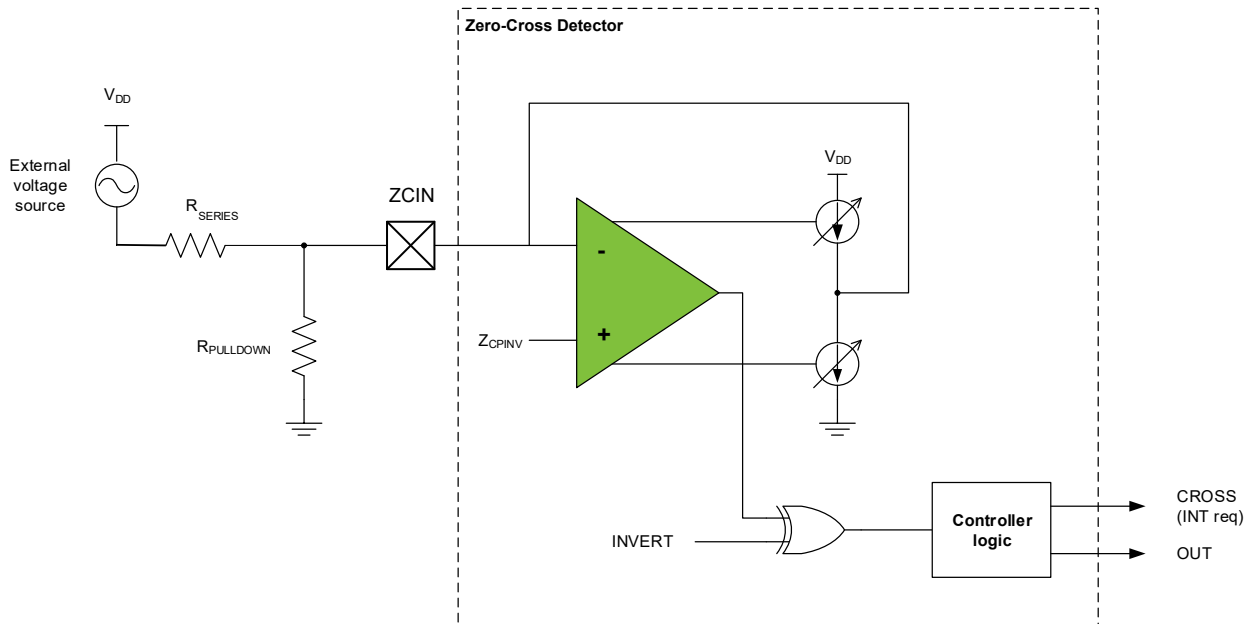 Zero-Cross Detector
VDD
External
voltage
source
RSERIES
ZCIN
VDD
-
+
RPULLDOWN
ZCPINV
INVERT
Controller
logic
CROSS
(INT req)
OUT